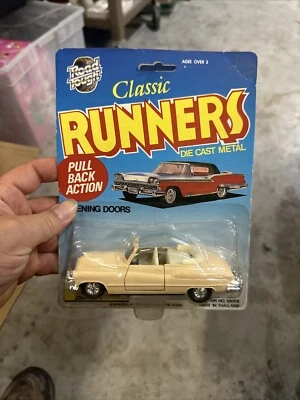 Road
Tough
AGES OVER 3
Classic
RUNNERS
DIE CAST METAL
PULL
BACK
ACTION
ENING DOORS
MADE IN THAILAND